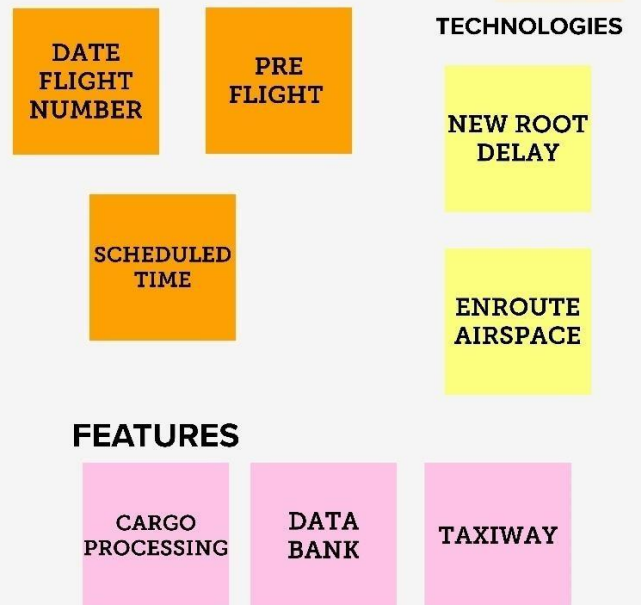 DATE
FLIGHT
NUMBER
PRE
FLIGHT
SCHEDULED
TIME
TECHNOLOGIES
NEW ROOT
DELAY
ENROUTE
AIRSPACE
FEATURES
CARGO
PROCESSING
DATA
BANK
TAXIWAY